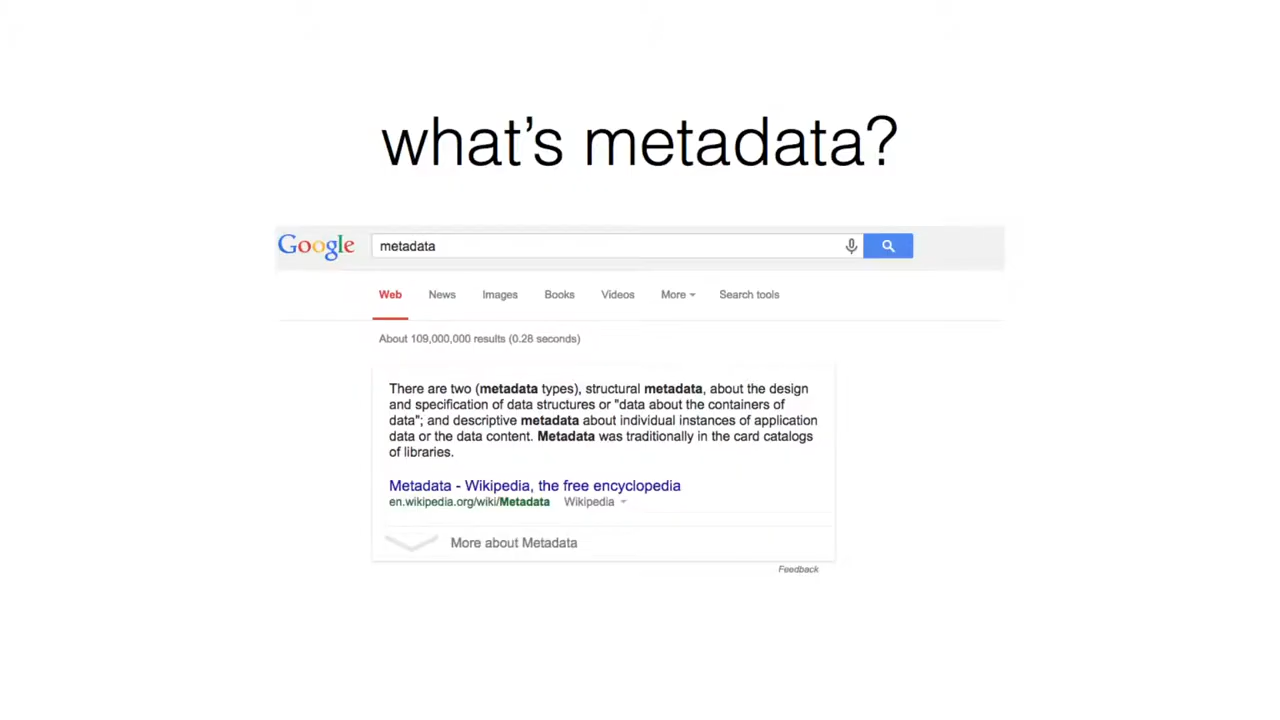 what's metadata?
Google metadata
Web News Images Books Videos More Search tools
About 109,000,000 results (0.28 seconds)
There are two (metadata types), structural metadata, about the design
and specification of data structures or "data about the containers of
data"; and descriptive metadata about individual instances of application
data or the data content. Metadata was traditionally in the card catalogs
of libraries.
Metadata - Wikipedia, the free encyclopedia
en.wikipedia.org/wiki/Metadata Wikipedia
More about Metadata
Feedback